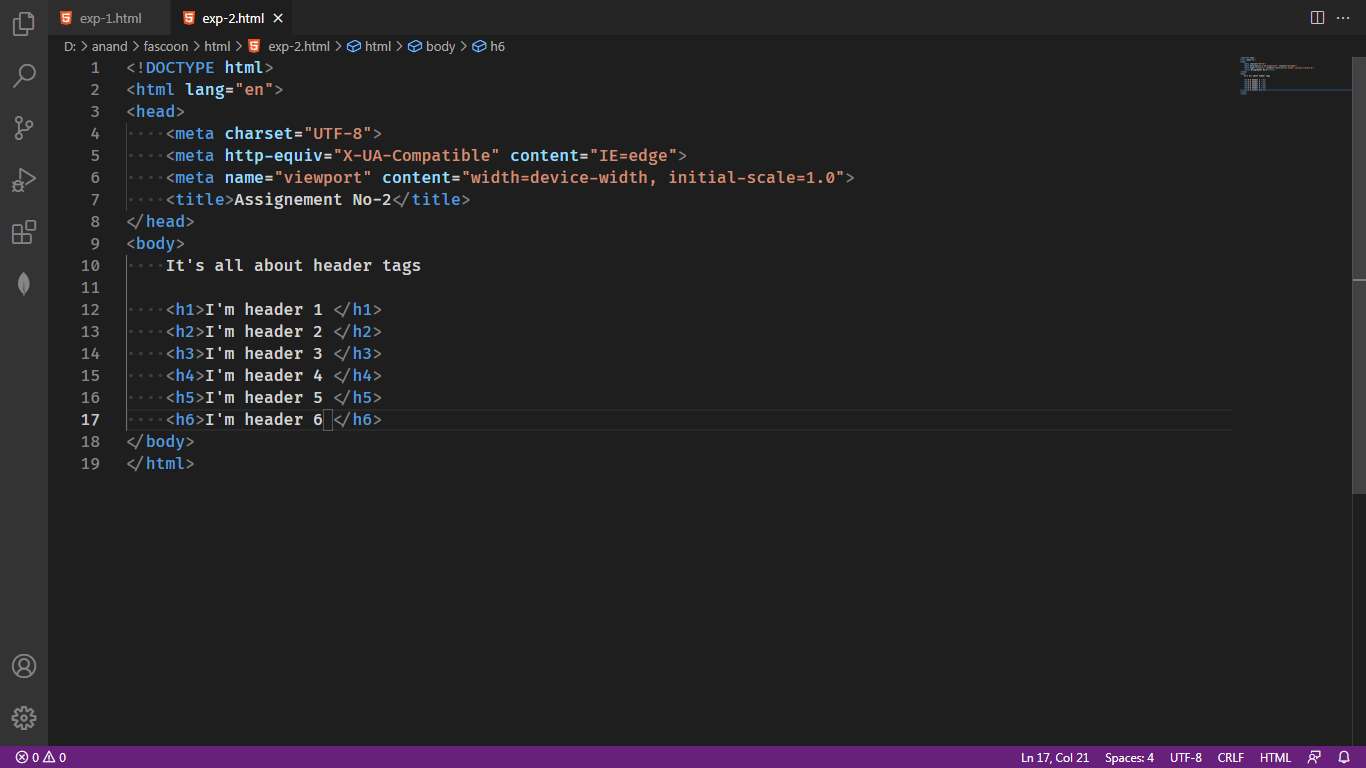 exp-1.html
exp-2.html
D: > anand > fascoon > html > exp-2.html > html > body > h6
1 <!DOCTYPE html>
2 <html lang="en">
3 <head>
4 <meta charset="UTF-8">
5 <meta http-equiv="X-UA-Compatible" content="IE=edge">
6 <meta name="viewport" content="width=device-width, initial-scale=1.0">
7 <title>Assignement No-2</title>
8 </head>
9 <body>
10 It's all about header tags
11
12 <h1>I'm header 1 </h1>
13 <h2>I'm header 2 </h2>
14 <h3>I'm header 3 </h3>
15 <h4>I'm header 4 </h4>
16 <h5>I'm header 5 </h5>
17 <h6>I'm header 6 </h6>
18 </body>
19 </html>
0 0 Ln 17, Col 21 Spaces: 4 UTF-8 CRLF HTML